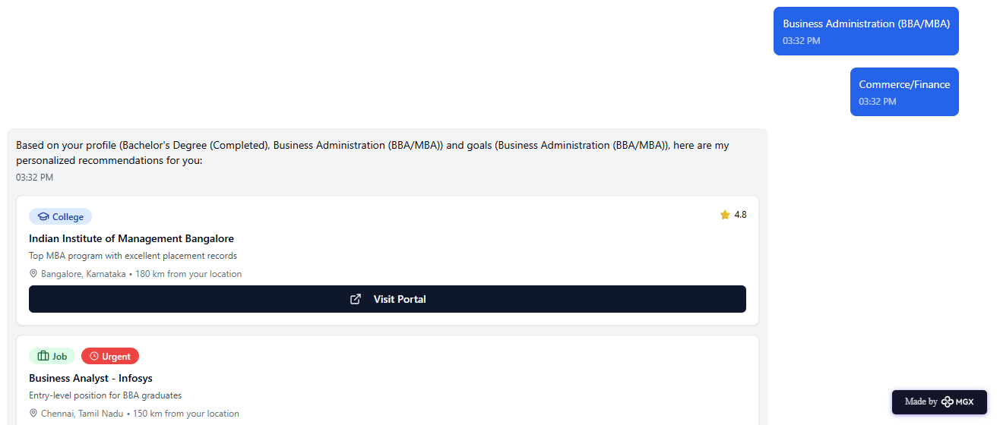 Business Administration (BBA/MBA)
03:32 PM
Commerce/Finance
03:32 PM
Based on your profile (Bachelor's Degree (Completed), Business Administration (BBA/MBA)) and goals (Business Administration (BBA/MBA)), here are my
personalized recommendations for you:
03:32 PM
College
4.8
Indian Institute of Management Bangalore
Top MBA program with excellent placement records
Bangalore, Karnataka • 180 km from your location
Visit Portal
Job
Urgent
Business Analyst - Infosys
Entry-level position for BBA graduates
Chennai, Tamil Nadu • 150 km from your location
Made by MGX